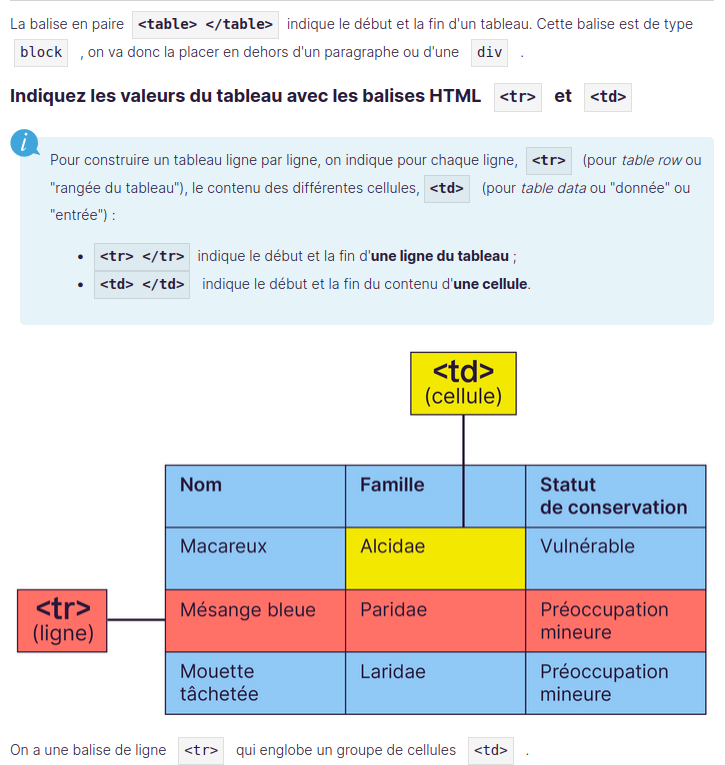 La balise en paire <table> </table> indique le début et la fin d'un tableau. Cette balise est de type
block , on va donc la placer en dehors d'un paragraphe ou d'une div .
Indiquez les valeurs du tableau avec les balises HTML <tr> et <td>
i
Pour construire un tableau ligne par ligne, on indique pour chaque ligne, <tr> (pour table row ou
"rangée du tableau"), le contenu des différentes cellules, <td> (pour table data ou "donnée" ou
"entrée") :
• <tr> </tr> indique le début et la fin d'une ligne du tableau ;
• <td> </td> indique le début et la fin du contenu d'une cellule.
<td>
(cellule)
Nom Famille Statut
de conservation
Macareux Alcidae Vulnérable
<tr>
(ligne)
Mésange bleue Paridae Préoccupation
mineure
Mouette Laridae Préoccupation
tâchetée mineure
On a une balise de ligne <tr> qui englobe un groupe de cellules <td> .